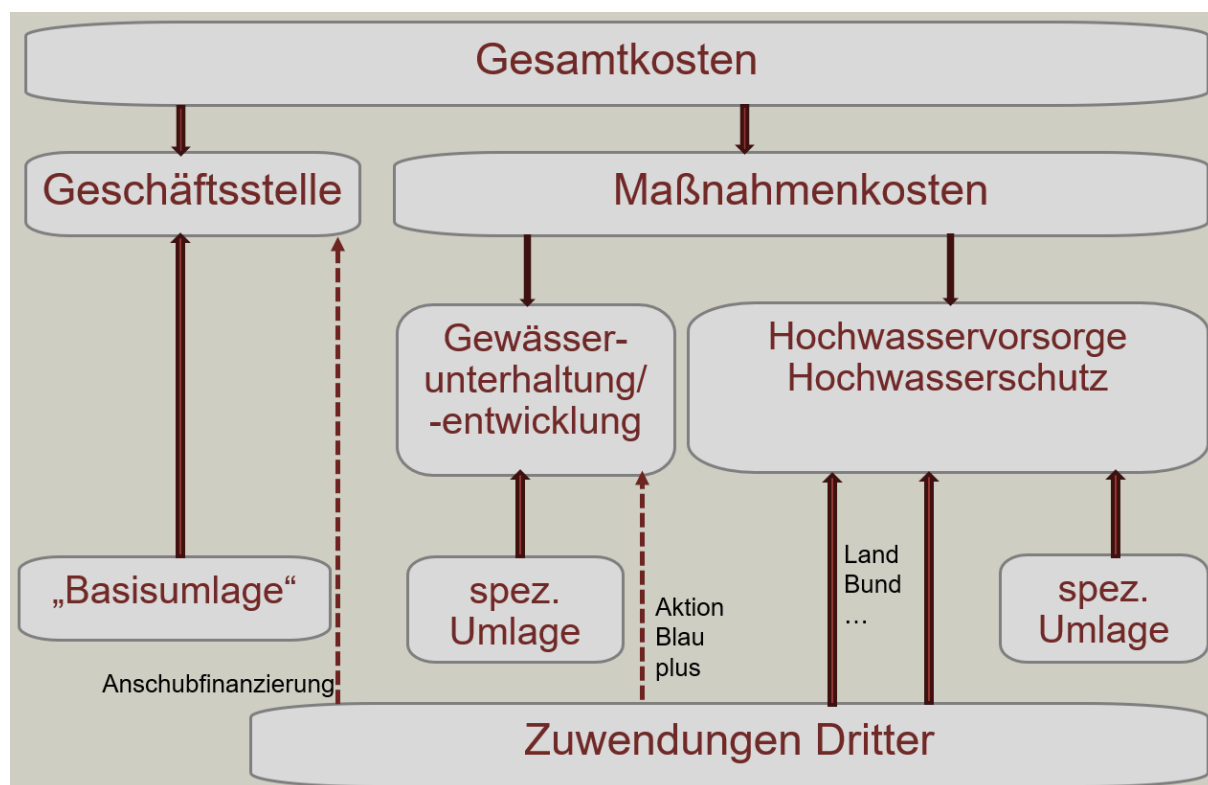 Gesamtkosten
Geschäftsstelle
Maßnahmenkosten
Gewässer-
unterhaltung/
-entwicklung
Hochwasservorsorge
Hochwasserschutz
„Basisumlage“
spez.
Umlage
Aktion
Blau
plus
Land
Bund
...
spez.
Umlage
Anschubfinanzierung
Zuwendungen Dritter